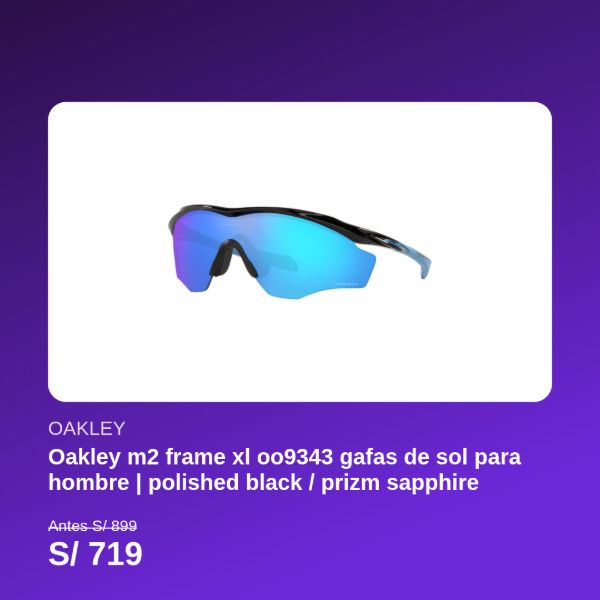 OAKLEY
Oakley m2 frame xl oo9343 gafas de sol para
hombre | polished black / prizm sapphire
Antes S/ 899
S/ 719